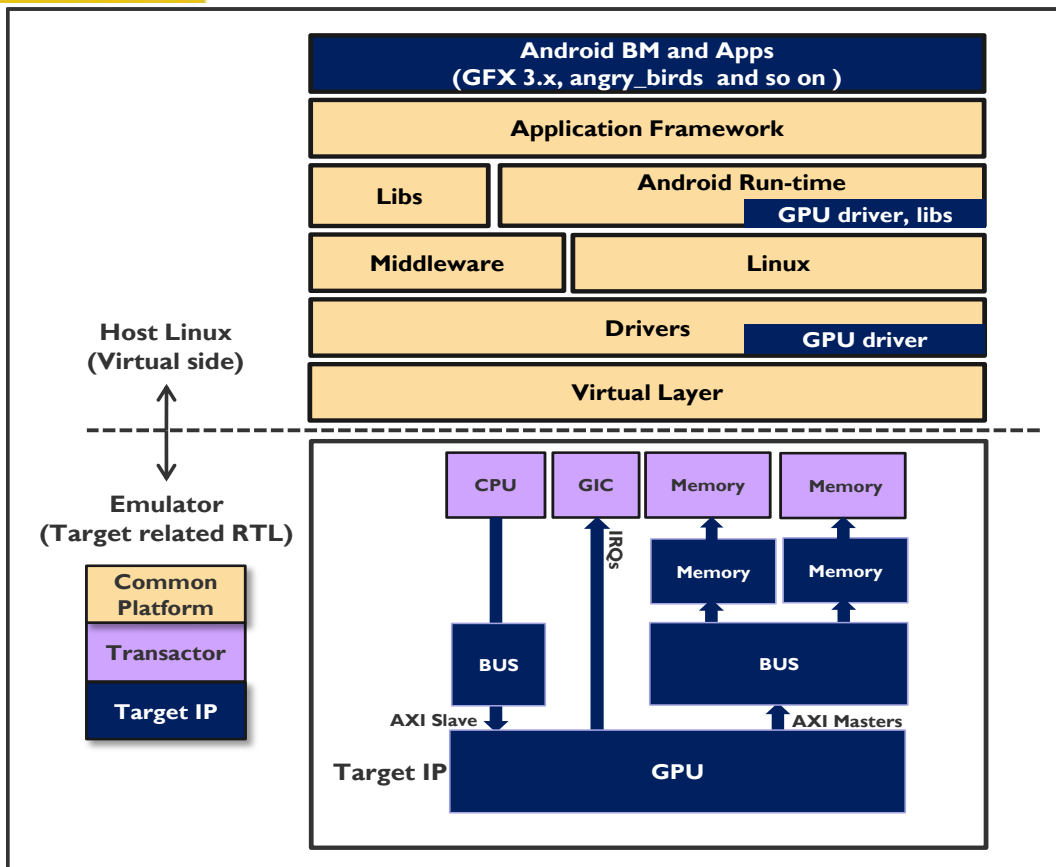 Android BM and Apps
(GFX 3.x, angry_birds and so on )
Application Framework
Libs
Android Run-time
GPU driver, libs
Middleware
Linux
Drivers
GPU driver
Virtual Layer
Host Linux
(Virtual side)
Emulator
(Target related RTL)
Common
Platform
Transactor
Target IP
CPU
GIC
Memory
Memory
IRQs
Memory
Memory
BUS
BUS
AXI Slave
AXI Masters
Target IP
GPU